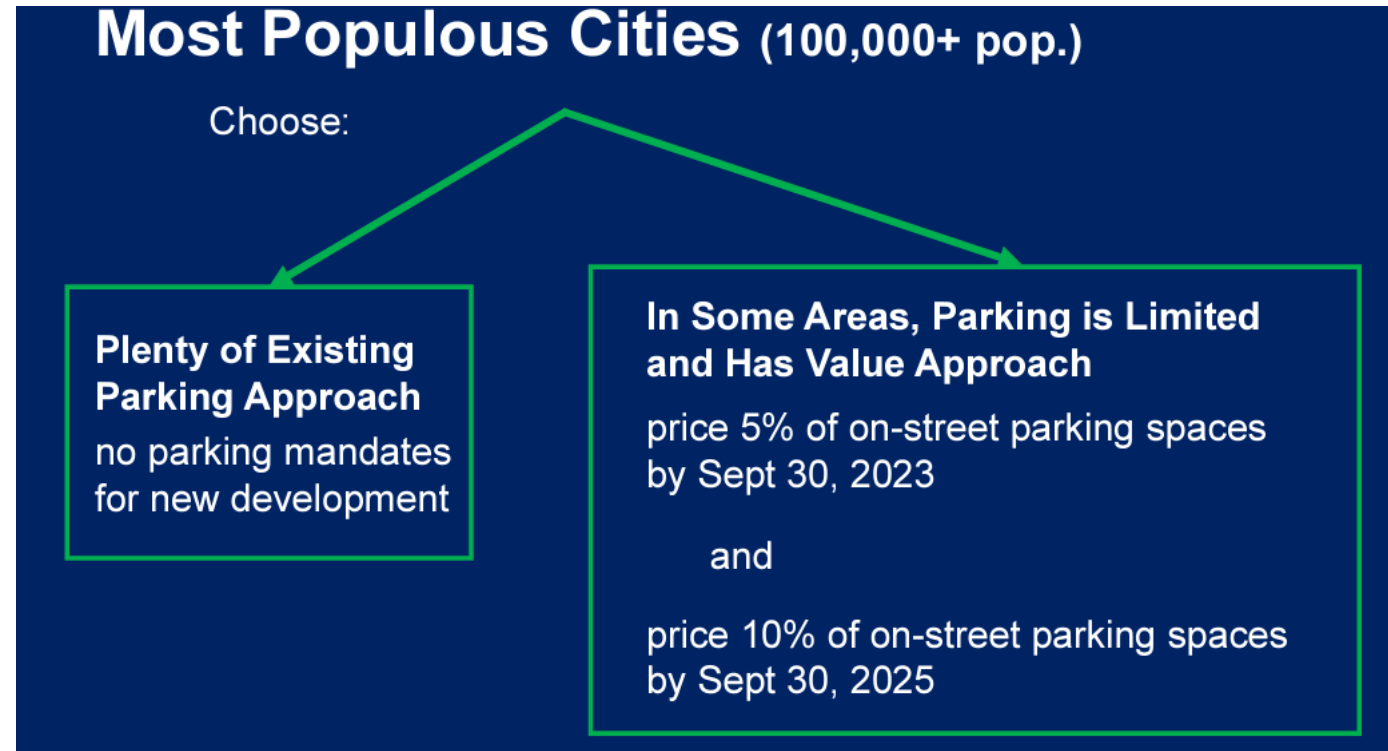 Most Populous Cities (100,000+ pop.)
Choose:
Plenty of Existing
Parking Approach
no parking mandates
for new development
In Some Areas, Parking is Limited
and Has Value Approach
price 5% of on-street parking spaces
by Sept 30, 2023
and
price 10% of on-street parking spaces
by Sept 30, 2025